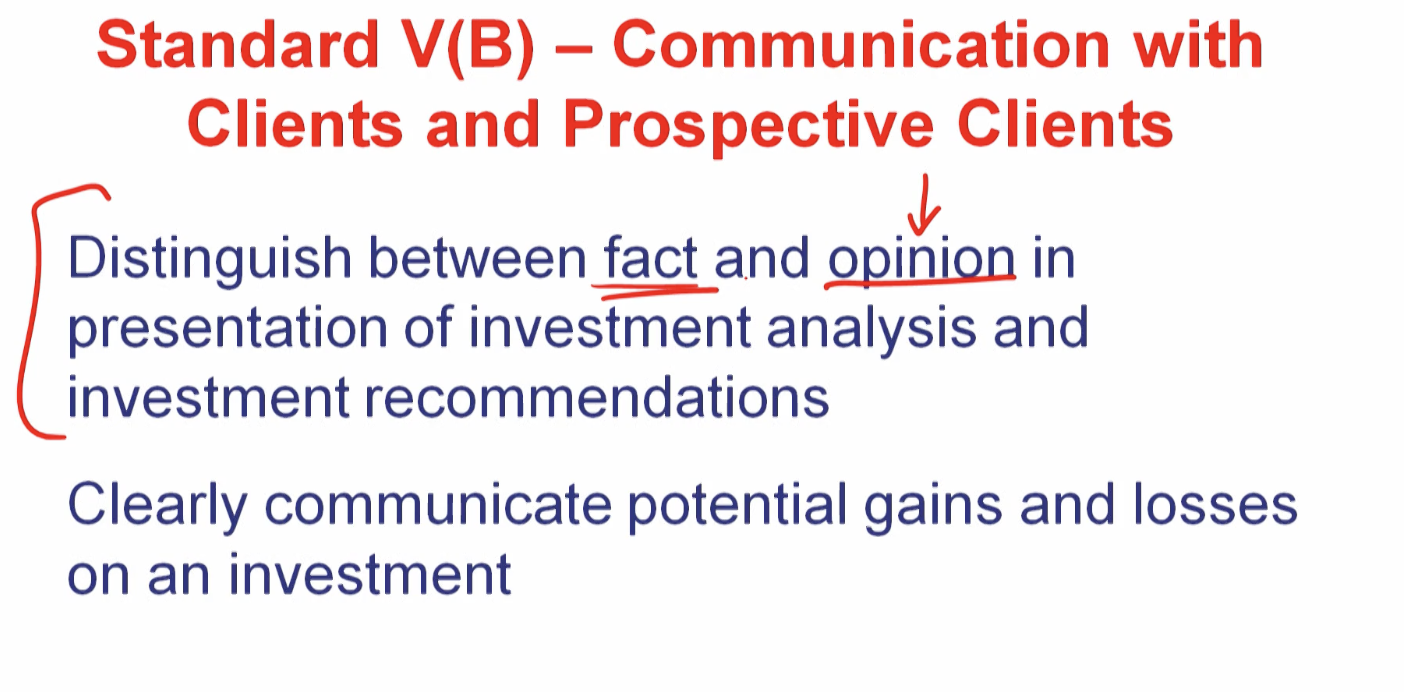 Standard V(B) – Communication with
Clients and Prospective Clients
Distinguish between fact and opinion in
presentation of investment analysis and
investment recommendations
Clearly communicate potential gains and losses
on an investment